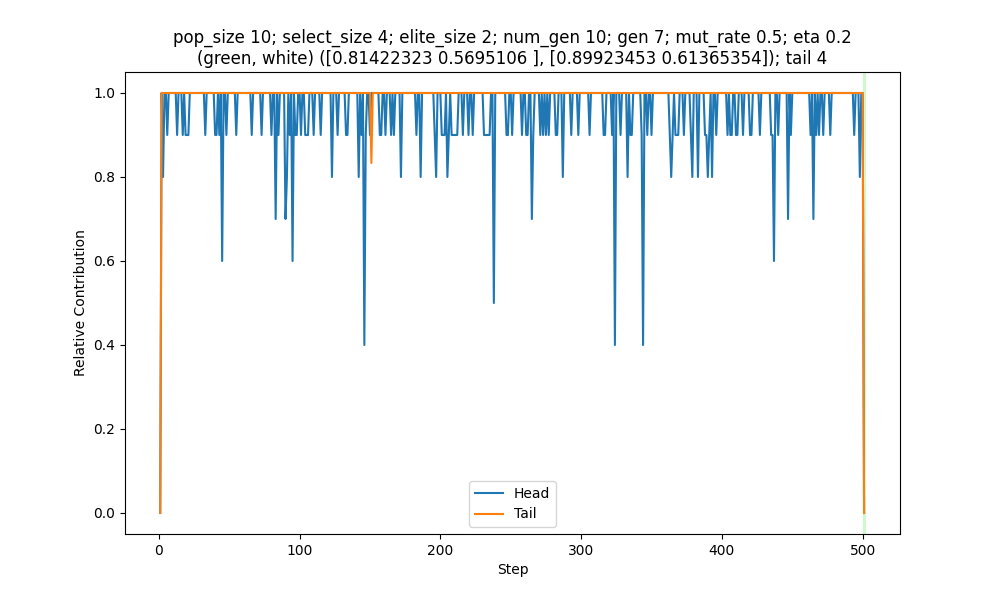 pop_size 10; select_size 4; elite_size 2; num_gen 10; gen 7; mut_rate 0.5; eta 0.2
(green, white) ([0.81422323 0.5695106 ], [0.89923453 0.61365354]); tail 4
1.0
0.8
0.6
0.4
0.2
0.0
Relative Contribution
Head
Tail
0
100
200
300
400
500
Step